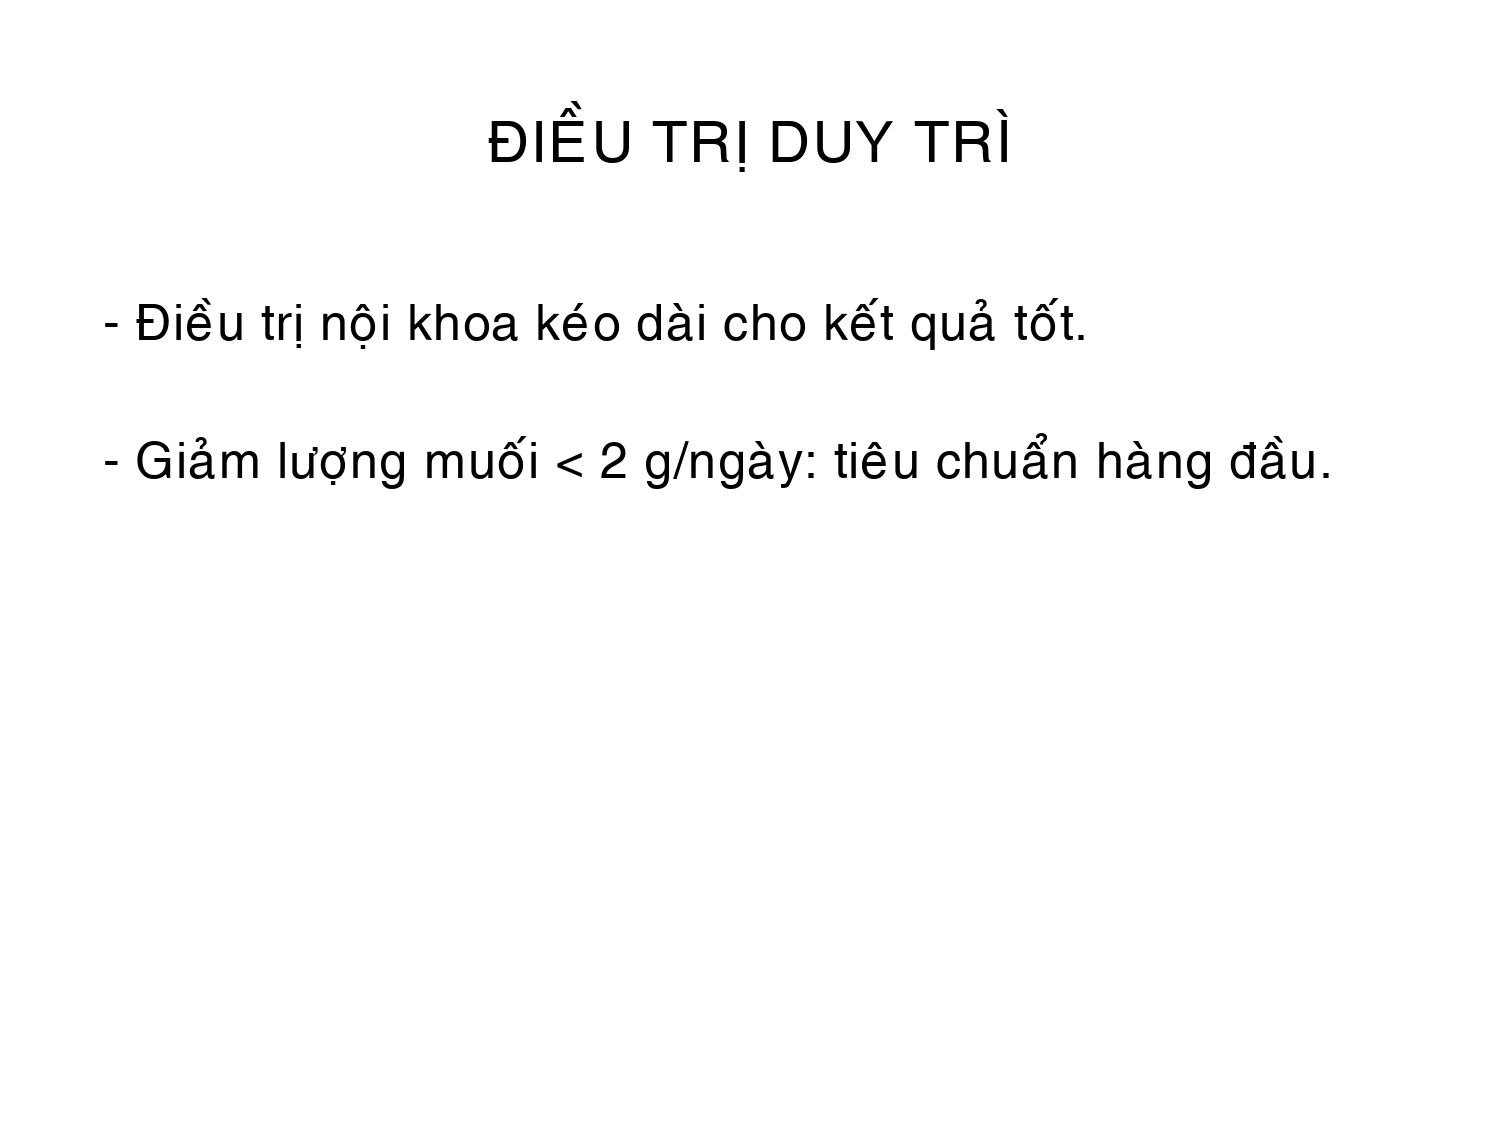 ĐIỀU TRỊ DUY TRÌ
- Điều trị nội khoa kéo dài cho kết quả tốt.
- Giảm lượng muối < 2 g/ngày: tiêu chuẩn hàng đầu.